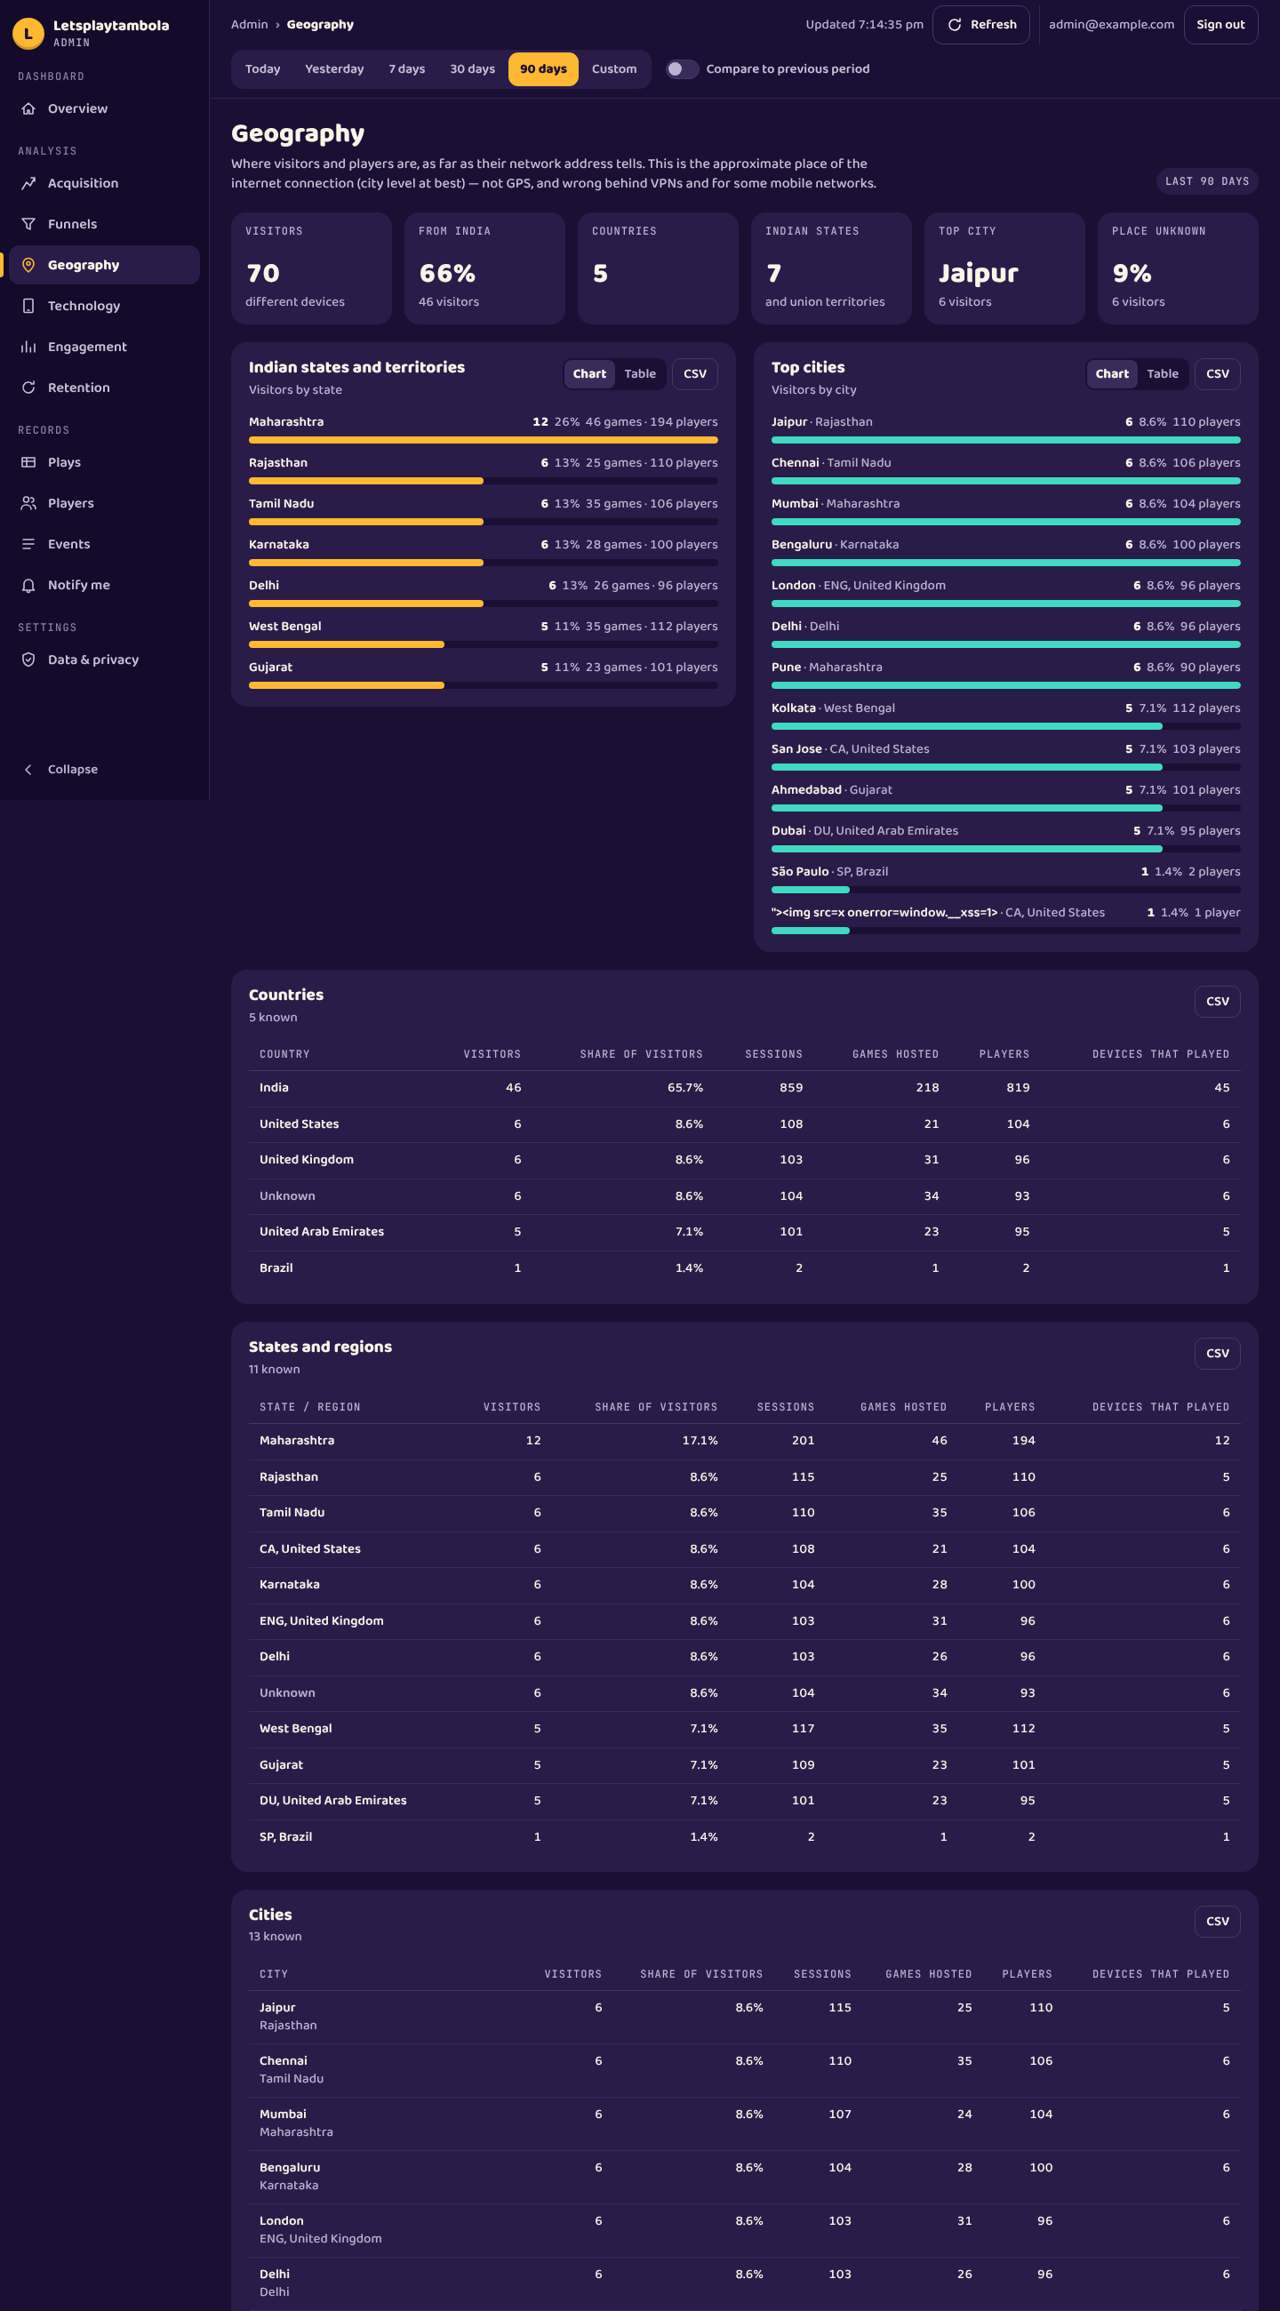 L
Letsplaytambola
ADMIN
DASHBOARD
Overview
ANALYSIS
Acquisition
Funnels
Geography
Technology
Engagement
Retention
RECORDS
Plays
Players
Events
Notify me
SETTINGS
Data & privacy
Collapse
Admin › Geography
Updated 7:14:35 pm Refresh admin@example.com Sign out
Today Yesterday 7 days 30 days 90 days Custom Compare to previous period
Geography
Where visitors and players are, as far as their network address tells. This is the approximate place of the
internet connection (city level at best) — not GPS, and wrong behind VPNs and for some mobile networks.
LAST 90 DAYS
VISITORS
70
different devices
FROM INDIA
66%
46 visitors
COUNTRIES
5
INDIAN STATES
7
and union territories
TOP CITY
Jaipur
6 visitors
PLACE UNKNOWN
9%
6 visitors
Indian states and territories
Visitors by state
Chart Table CSV
Maharashtra 12 26% 46 games · 194 players
Rajasthan 6 13% 25 games · 110 players
Tamil Nadu 6 13% 35 games · 106 players
Karnataka 6 13% 28 games · 100 players
Delhi 6 13% 26 games · 96 players
West Bengal 5 11% 35 games · 112 players
Gujarat 5 11% 23 games · 101 players
Top cities
Visitors by city
Chart Table CSV
Jaipur · Rajasthan 6 8.6% 110 players
Chennai · Tamil Nadu 6 8.6% 106 players
Mumbai · Maharashtra 6 8.6% 104 players
Bengaluru · Karnataka 6 8.6% 100 players
London · ENG, United Kingdom 6 8.6% 96 players
Delhi · Delhi 6 8.6% 96 players
Pune · Maharashtra 6 8.6% 90 players
Kolkata · West Bengal 5 7.1% 112 players
San Jose · CA, United States 5 7.1% 103 players
Ahmedabad · Gujarat 5 7.1% 101 players
Dubai · DU, United Arab Emirates 5 7.1% 95 players
São Paulo · SP, Brazil 1 1.4% 2 players
"><img src=x onerror=window.__xss=1> · CA, United States 1 1.4% 1 player
Countries
5 known
CSV
COUNTRY VISITORS SHARE OF VISITORS SESSIONS GAMES HOSTED PLAYERS DEVICES THAT PLAYED
India 46 65.7% 859 218 819 45
United States 6 8.6% 108 21 104 6
United Kingdom 6 8.6% 103 31 96 6
Unknown 6 8.6% 104 34 93 6
United Arab Emirates 5 7.1% 101 23 95 5
Brazil 1 1.4% 2 1 2 1
States and regions
11 known
CSV
STATE / REGION VISITORS SHARE OF VISITORS SESSIONS GAMES HOSTED PLAYERS DEVICES THAT PLAYED
Maharashtra 12 17.1% 201 46 194 12
Rajasthan 6 8.6% 115 25 110 5
Tamil Nadu 6 8.6% 110 35 106 6
CA, United States 6 8.6% 108 21 104 6
Karnataka 6 8.6% 104 28 100 6
ENG, United Kingdom 6 8.6% 103 31 96 6
Delhi 6 8.6% 103 26 96 6
Unknown 6 8.6% 104 34 93 6
West Bengal 5 7.1% 117 35 112 5
Gujarat 5 7.1% 109 23 101 5
DU, United Arab Emirates 5 7.1% 101 23 95 5
SP, Brazil 1 1.4% 2 1 2 1
Cities
13 known
CSV
CITY VISITORS SHARE OF VISITORS SESSIONS GAMES HOSTED PLAYERS DEVICES THAT PLAYED
Jaipur 6 8.6% 115 25 110 5
Rajasthan
Chennai 6 8.6% 110 35 106 6
Tamil Nadu
Mumbai 6 8.6% 107 24 104 6
Maharashtra
Bengaluru 6 8.6% 104 28 100 6
Karnataka
London 6 8.6% 103 31 96 6
ENG, United Kingdom
Delhi 6 8.6% 103 26 96 6
Delhi